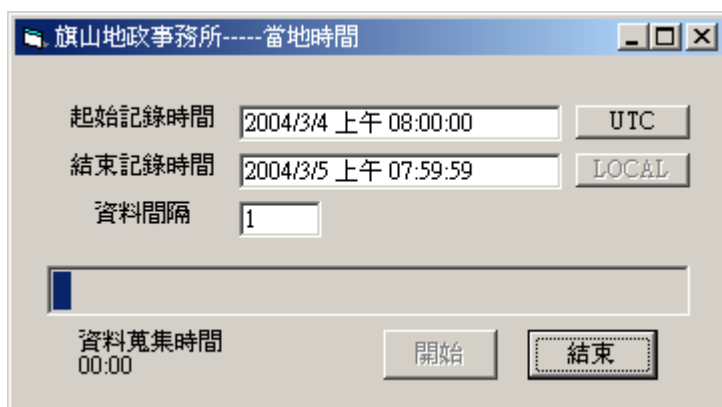 旗山地政事務所-----當地時間
起始記錄時間 2004/3/4 上午 08:00:00 UTC
結束記錄時間 2004/3/5 上午 07:59:59 LOCAL
資料間隔 1
資料蒐集時間
00:00
開始 結束